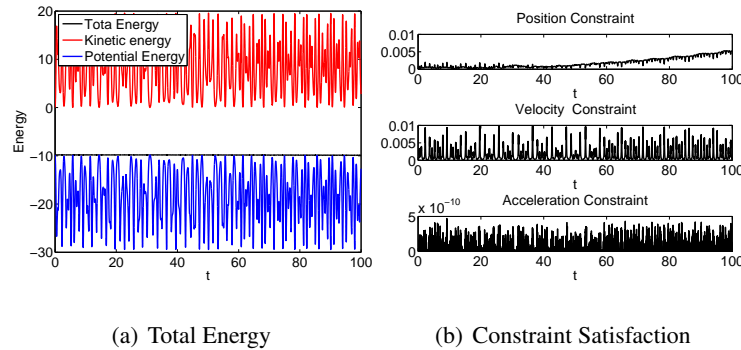 Tota Energy
Kinetic energy
Potential Energy
20
10
0
−10
−20
−30
Energy
0 20 40 60 80 100
t
(a) Total Energy
Position Constraint
0.01
0.005
0
0 20 40 60 80 100
t
Velocity Constraint
0.01
0.005
0
0 20 40 60 80 100
t
Acceleration Constraint
x 10−10
5
0
0 20 40 60 80 100
t
(b) Constraint Satisfaction